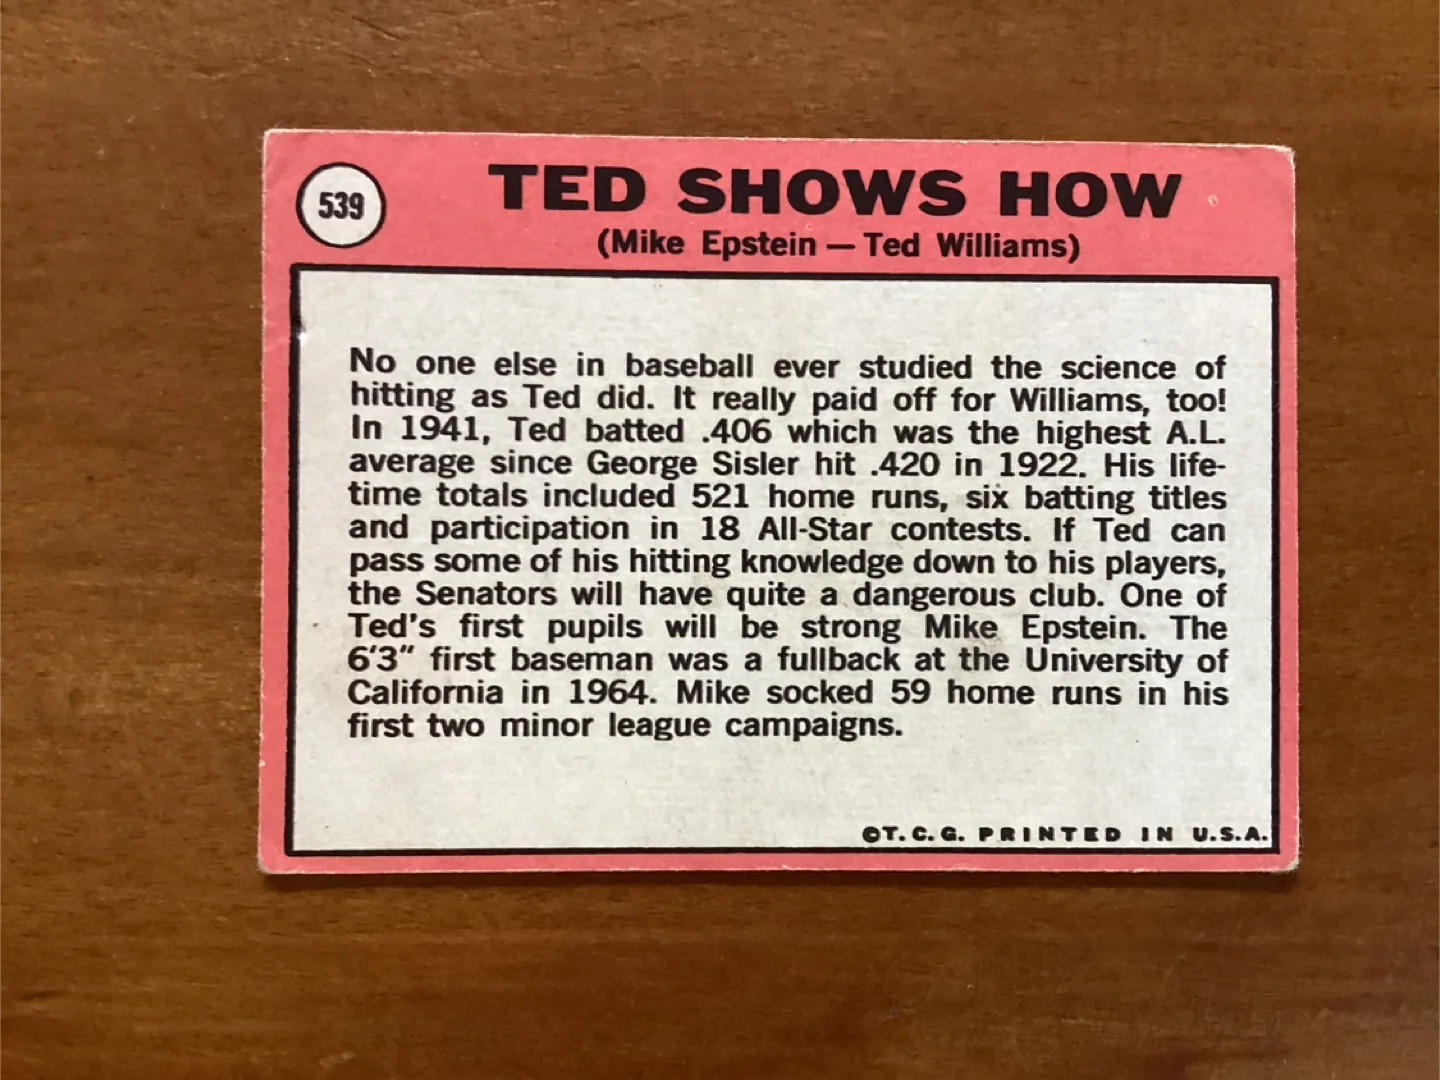 539
TED SHOWS HOW
(Mike Epstein — Ted Williams)
No one else in baseball ever studied the science of
hitting as Ted did. It really paid off for Williams, too!
In 1941, Ted batted .406 which was the highest A.L.
average since George Sisler hit .420 in 1922. His life-
time totals included 521 home runs, six batting titles
and participation in 18 All-Star contests. If Ted can
pass some of his hitting knowledge down to his players,
the Senators will have quite a dangerous club. One of
Ted's first pupils will be strong Mike Epstein. The
6'3" first baseman was a fullback at the University of
California in 1964. Mike socked 59 home runs in his
first two minor league campaigns.
©T.C.G. PRINTED IN U.S.A.